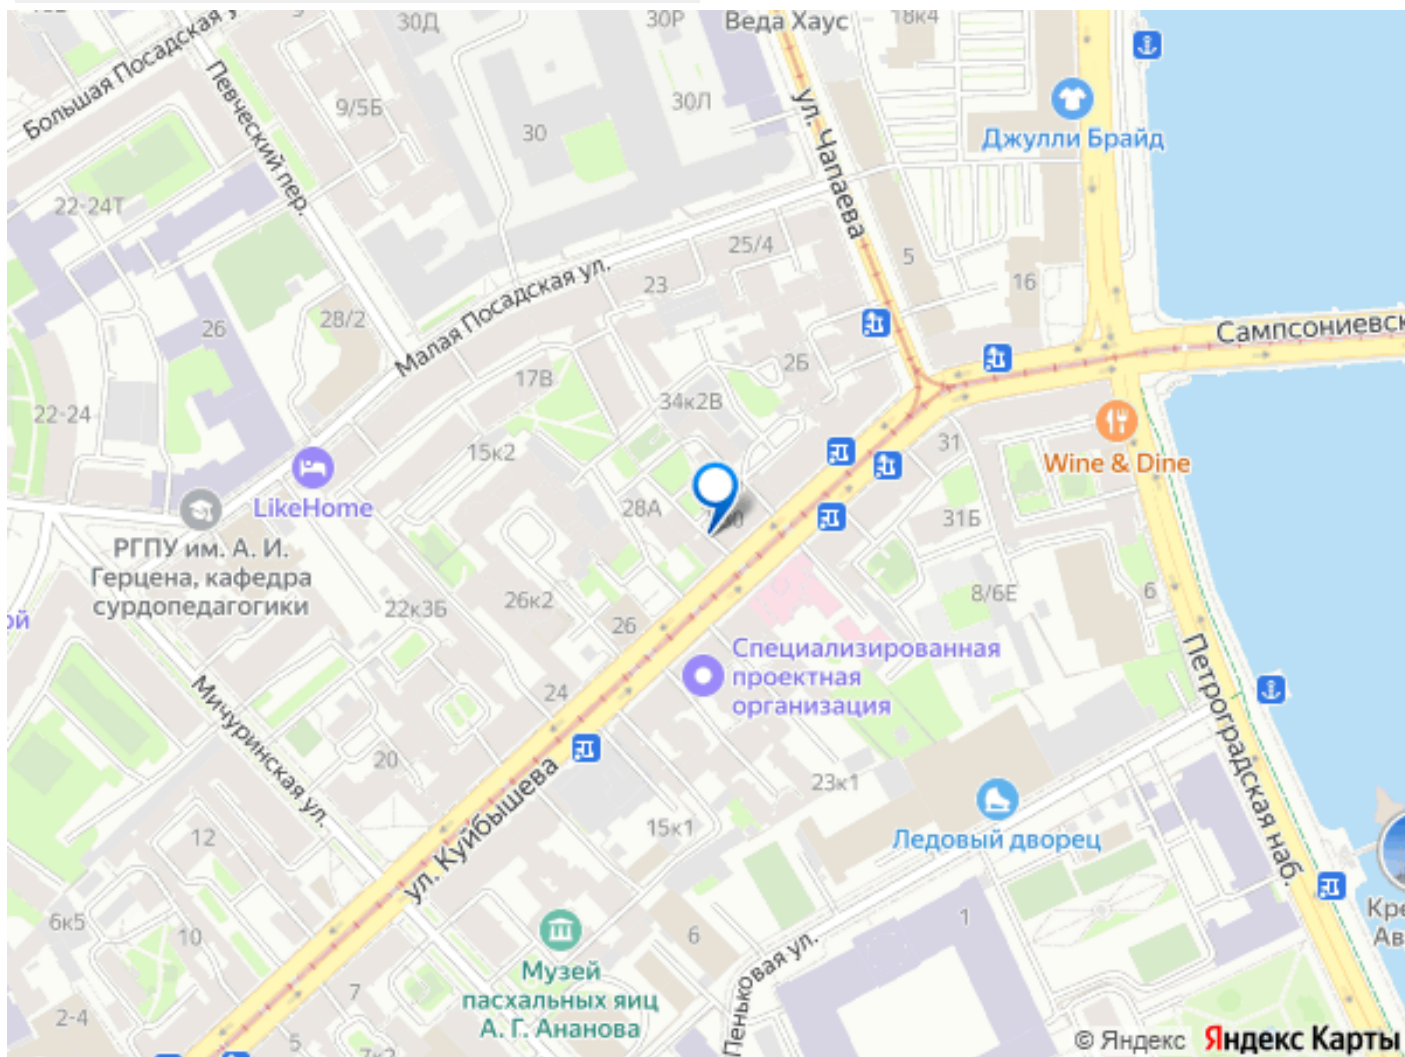 30Д
30Р
Веда Хаус
18к4
Большая Посадская у
Певческий пер.
9/5Б
30
30Л
ул. Чапаева
Джулли Брайд
22-24Т
25/4
5
16
26
28/2
23
Малая Посадская ул.
Сампсониевск
2Б
17В
34к2В
22-24
15к2
31
Wine & Dine
LikeHome
28А
31Б
РГПУ им. А. И.
Герцена, кафедра
сурдопедагогики
ой
22к3Б
26к2
26
8/6Е
6
Специализированная
проектная
организация
Петроградская наб.
Мичуринская ул.
24
20
ул. Куйбышева
23к1
12
15к1
Ледовый дворец
6к5
10
6
1
Кре
Ав
Музей
пасхальных яиц
А. Г. Ананова
Пеньковая ул.
7
2-4
5
7к2
© Яндекс Яндекс Карты